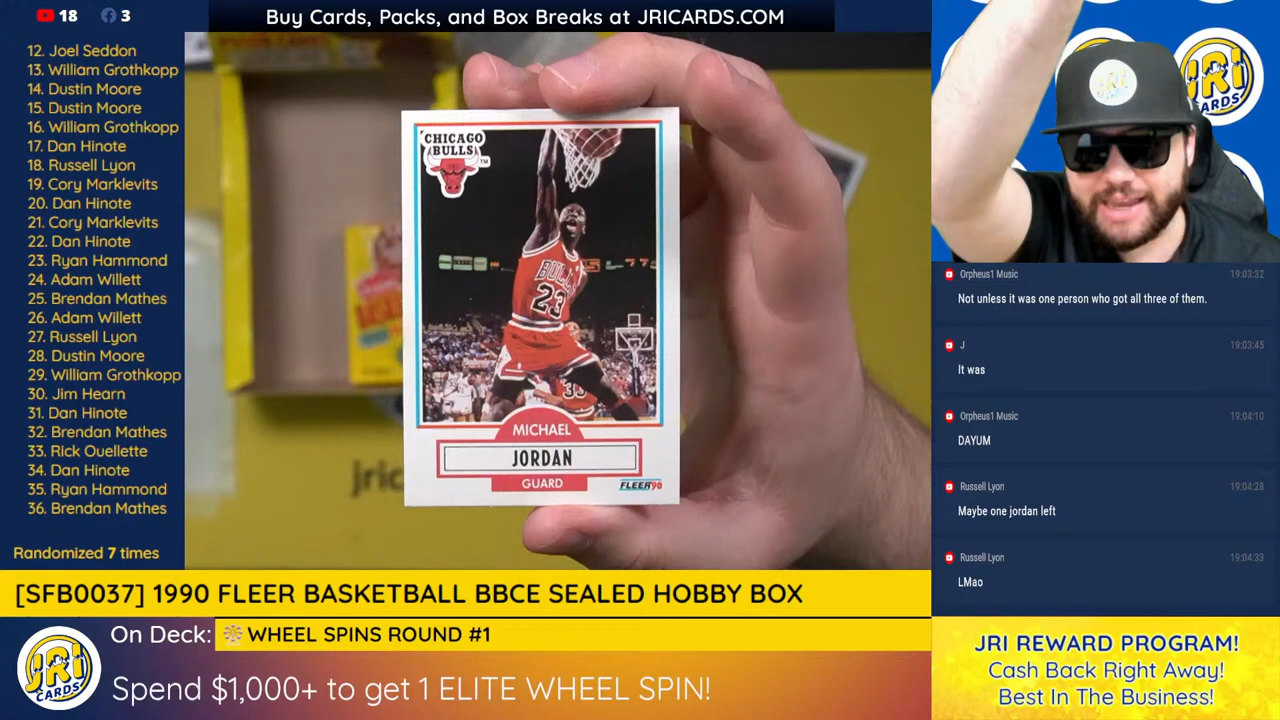 18 3
Buy Cards, Packs, and Box Breaks at JRICARDS.COM
12. Joel Seddon
13. William Grothkopp
14. Dustin Moore
15. Dustin Moore
16. William Grothkopp
17. Dan Hinote
18. Russell Lyon
19. Cory Marklevits
20. Dan Hinote
21. Cory Marklevits
22. Dan Hinote
23. Ryan Hammond
24. Adam Willett
25. Brendan Mathes
26. Adam Willett
27. Russell Lyon
28. Dustin Moore
29. William Grothkopp
30. Jim Hearn
31. Dan Hinote
32. Brendan Mathes
33. Rick Ouellette
34. Dan Hinote
35. Ryan Hammond
36. Brendan Mathes
Randomized 7 times
CHICAGO
BULLS
TM
BULLS
23
33
MICHAEL
JORDAN
GUARD
FLEER'90
jric
JRI
CARDS
JRI
CARDS
Orpheus1 Music 19:03:32
Not unless it was one person who got all three of them.
J 19:03:45
It was
Orpheus1 Music 19:04:10
DAYUM
Russell Lyon 19:04:28
Maybe one jordan left
Russell Lyon 19:04:33
LMao
[SFB0037] 1990 FLEER BASKETBALL BBCE SEALED HOBBY BOX
On Deck: WHEEL SPINS ROUND #1
JRI
CARDS
Spend $1,000+ to get 1 ELITE WHEEL SPIN!
JRI REWARD PROGRAM!
Cash Back Right Away!
Best In The Business!